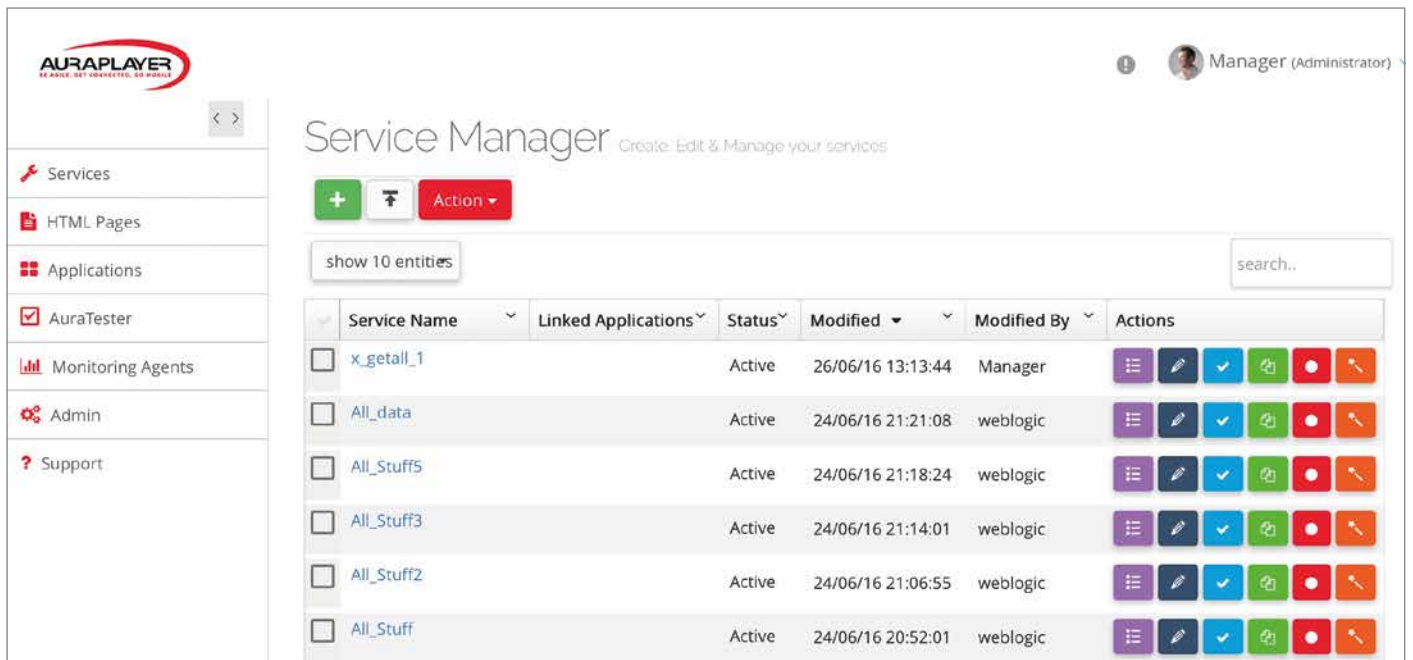 AURAPLAYER
BE AGILE, GET CONNECTED, GO MOBILE
Manager (Administrator)
Service Manager Create, Edit & Manage your services
Services
HTML Pages
Applications
AuraTester
Monitoring Agents
Admin
? Support
+ Action
show 10 entities
search..
Service Name Linked Applications Status Modified Modified By Actions
x_getall_1 Active 26/06/16 13:13:44 Manager
All_data Active 24/06/16 21:21:08 weblogic
All_Stuff5 Active 24/06/16 21:18:24 weblogic
All_Stuff3 Active 24/06/16 21:14:01 weblogic
All_Stuff2 Active 24/06/16 21:06:55 weblogic
All_Stuff Active 24/06/16 20:52:01 weblogic